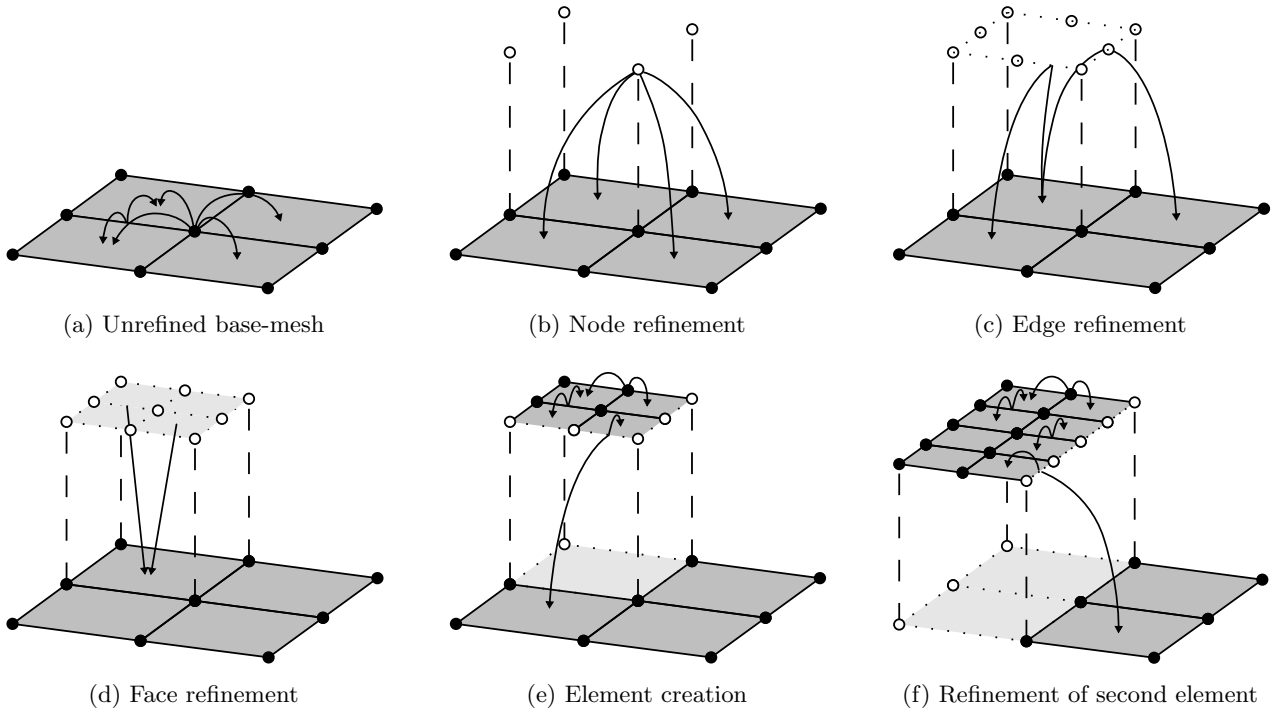 (a) Unrefined base-mesh
(b) Node refinement
(c) Edge refinement
(d) Face refinement
(e) Element creation
(f) Refinement of second element